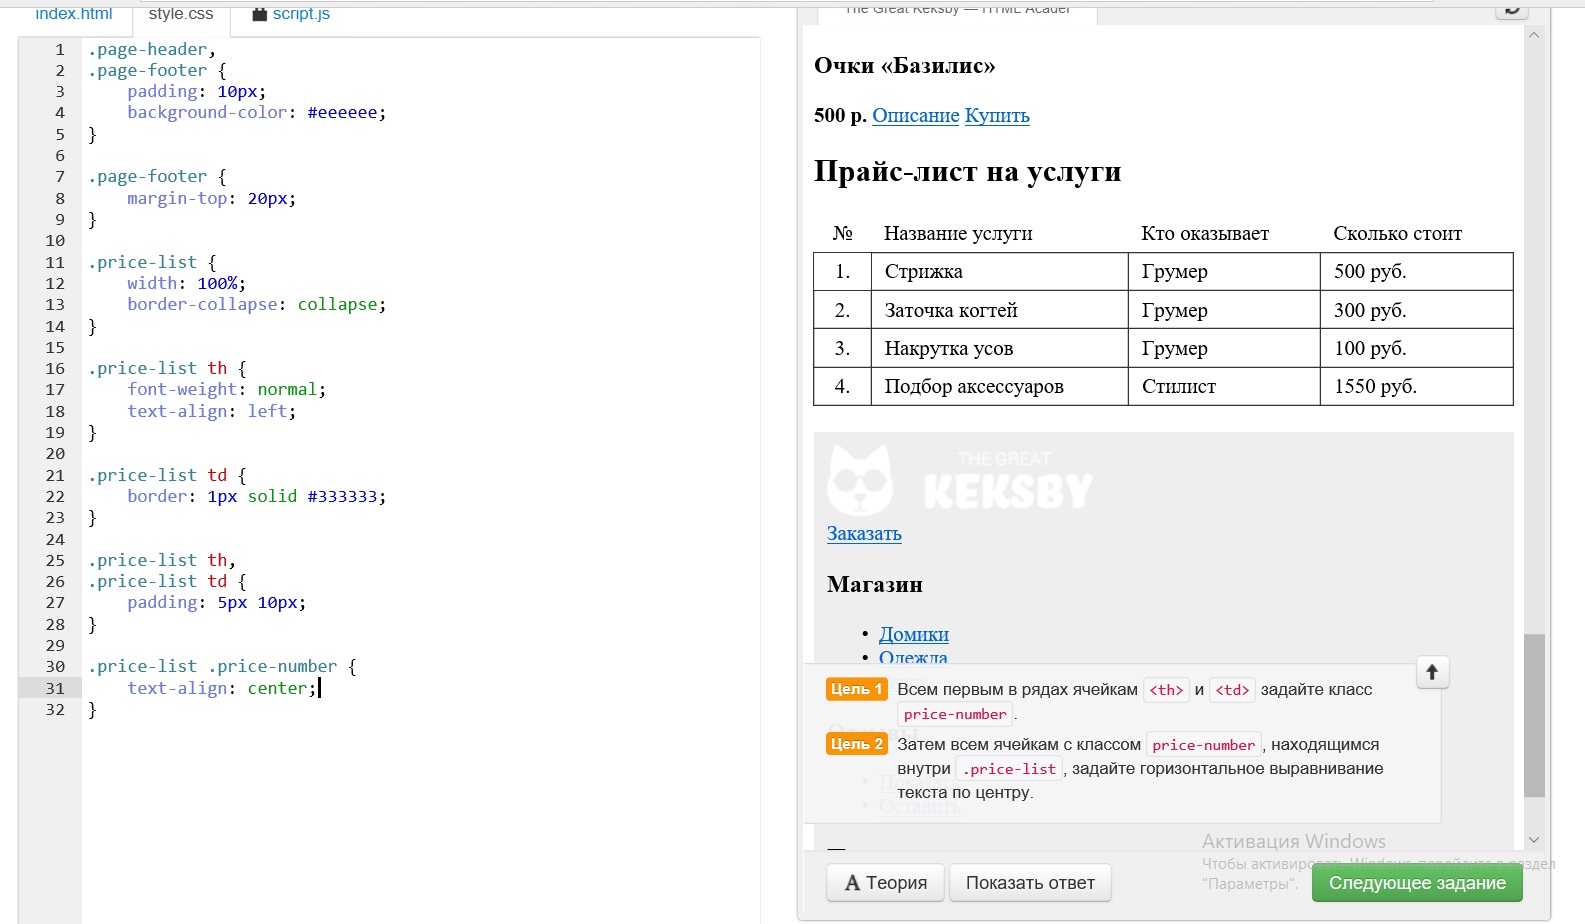 index.html
style.css
script.js
1 .page-header,
2 .page-footer {
3 padding: 10px;
4 background-color: #eeeeee;
5 }
6
7 .page-footer {
8 margin-top: 20px;
9 }
10
11 .price-list {
12 width: 100%;
13 border-collapse: collapse;
14 }
15
16 .price-list th {
17 font-weight: normal;
18 text-align: left;
19 }
20
21 .price-list td {
22 border: 1px solid #333333;
23 }
24
25 .price-list th,
26 .price-list td {
27 padding: 5px 10px;
28 }
29
30 .price-list .price-number {
31 text-align: center;
32 }
The Great Keksby — HTML Academy
Очки «Базилис»
500 р. Описание Купить
Прайс-лист на услуги
№ Название услуги Кто оказывает Сколько стоит
1. Стрижка Грумер 500 руб.
2. Заточка когтей Грумер 300 руб.
3. Накрутка усов Грумер 100 руб.
4. Подбор аксессуаров Стилист 1550 руб.
THE GREAT
KEKSBY
Заказать
Магазин
• Домики
• Одежда
Цель 1 Всем первым в рядах ячейкам <th> и <td> задайте класс
price-number .
Цель 2 Затем всем ячейкам с классом price-number , находящимся
внутри .price-list , задайте горизонтальное выравнивание
текста по центру.
• Оставить
Активация Windows
Чтобы активировать Windows, перейдите в раздел
"Параметры".
Теория
Показать ответ
Следующее задание